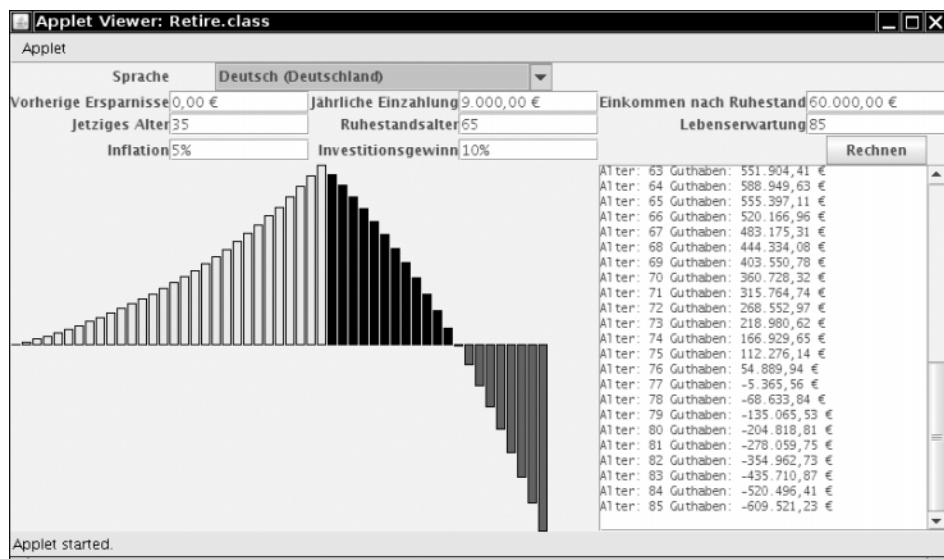 Applet Viewer: Retire.class
Applet
Sprache Deutsch (Deutschland)
Vorherige Ersparnisse 0,00 € Jährliche Einzahlung 9.000,00 € Einkommen nach Ruhestand 60.000,00 €
Jetziges Alter 35 Ruhestandsalter 65 Lebenserwartung 85
Inflation 5% Investitionsgewinn 10%
Rechnen
Alter: 63 Guthaben: 551.904,41 €
Alter: 64 Guthaben: 588.949,63 €
Alter: 65 Guthaben: 555.397,11 €
Alter: 66 Guthaben: 520.166,96 €
Alter: 67 Guthaben: 483.175,31 €
Alter: 68 Guthaben: 444.334,08 €
Alter: 69 Guthaben: 403.550,78 €
Alter: 70 Guthaben: 360.728,32 €
Alter: 71 Guthaben: 315.764,74 €
Alter: 72 Guthaben: 268.552,97 €
Alter: 73 Guthaben: 218.980,62 €
Alter: 74 Guthaben: 166.929,65 €
Alter: 75 Guthaben: 112.276,14 €
Alter: 76 Guthaben: 54.889,94 €
Alter: 77 Guthaben: -5.365,56 €
Alter: 78 Guthaben: -68.633,84 €
Alter: 79 Guthaben: -135.065,53 €
Alter: 80 Guthaben: -204.818,81 €
Alter: 81 Guthaben: -278.059,75 €
Alter: 82 Guthaben: -354.962,73 €
Alter: 83 Guthaben: -435.710,87 €
Alter: 84 Guthaben: -520.496,41 €
Alter: 85 Guthaben: -609.521,23 €
Applet started.